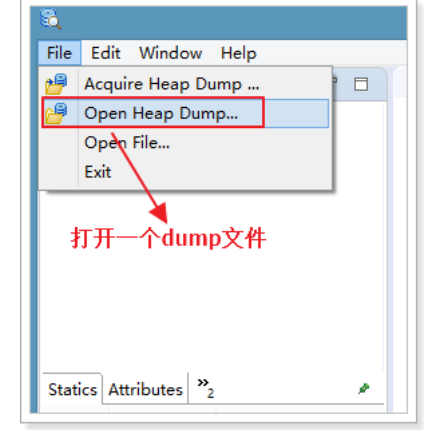 File Edit Window Help
Acquire Heap Dump ...
Open Heap Dump...
Open File...
Exit
打开一个dump文件
Statics Attributes »2